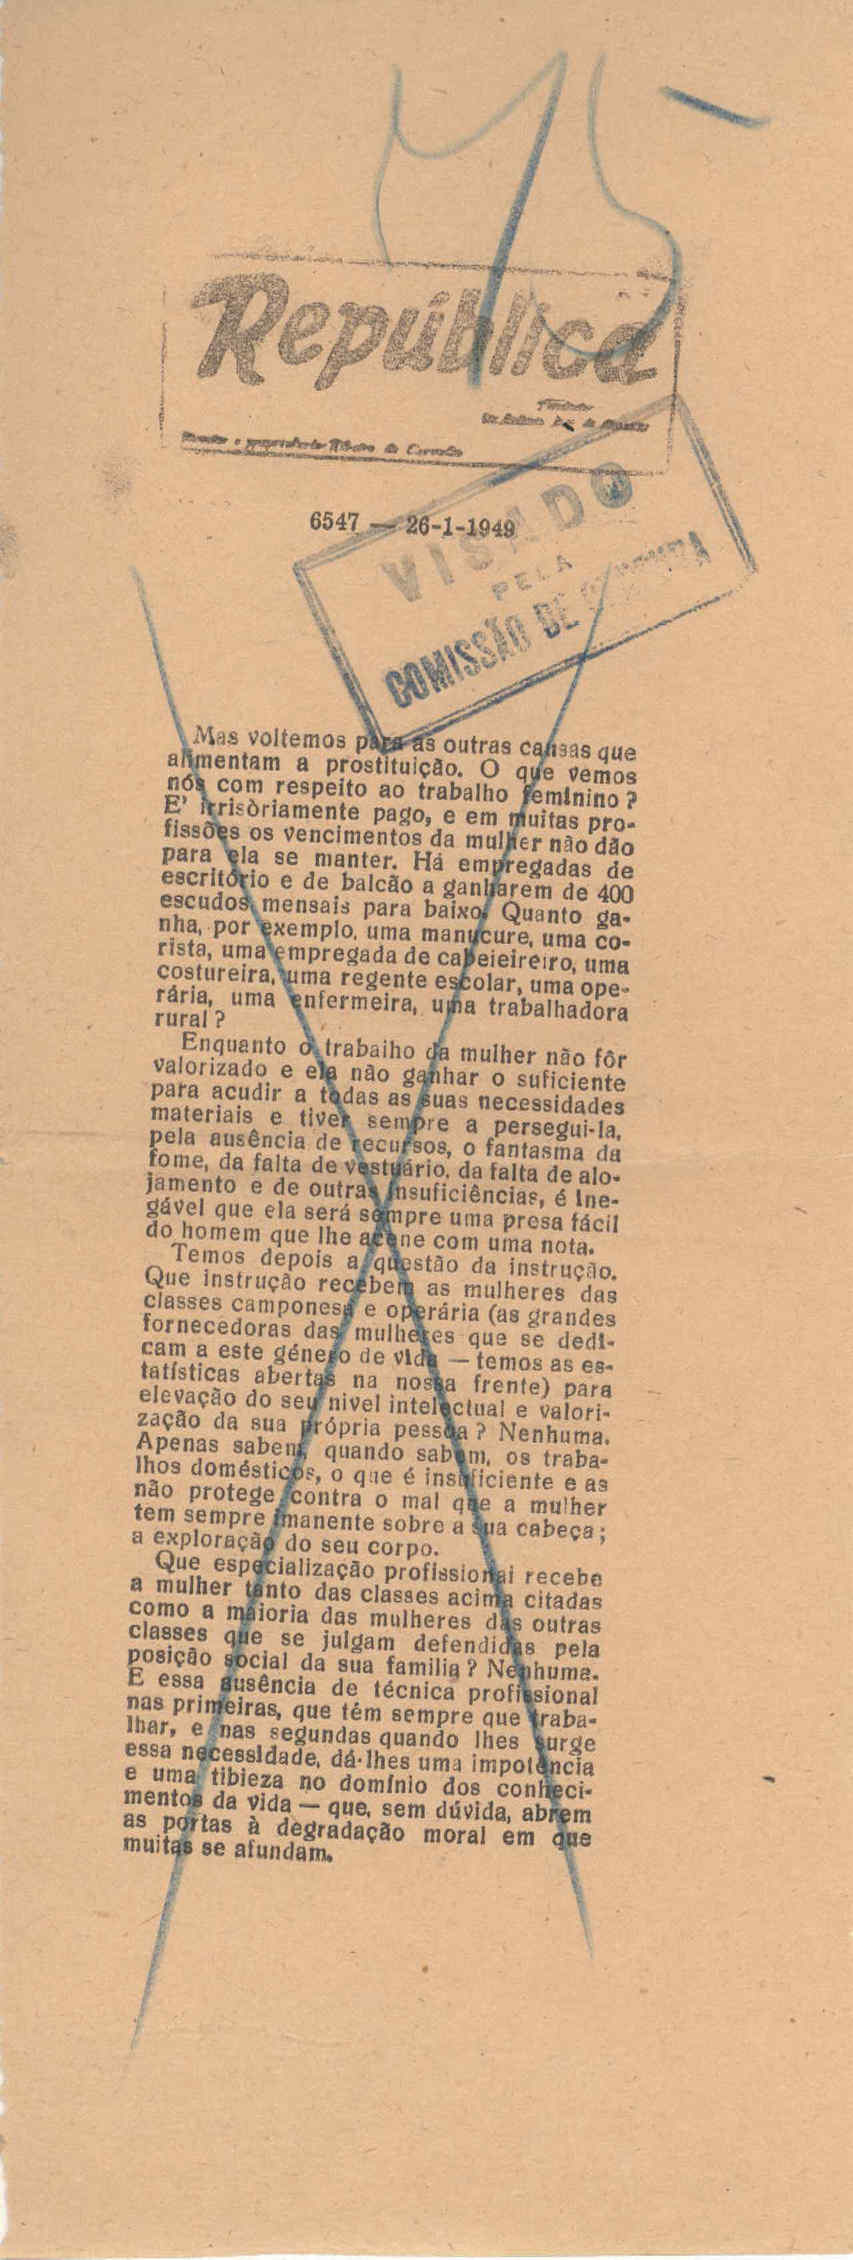 75-
República
Fundador
Director e proprietário Ribeiro de Carvalho
6547 — 26-1-1949
VISADO
PELA
COMISSÃO DE CENSURA
Mas voltemos para as outras causas que
alimentam a prostituição. O que vemos
nós com respeito ao trabalho feminino?
E' irrisòriamente pago, e em muitas pro-
fissões os vencimentos da mulher não dão
para ela se manter. Há empregadas de
escritório e de balcão a ganharem de 400
escudos mensais para baixo. Quanto ga-
nha, por exemplo, uma manucure, uma co-
rista, uma empregada de cabeieireiro, uma
costureira, uma regente escolar, uma ope-
rária, uma enfermeira, uma trabalhadora
rural?
Enquanto o trabaiho da mulher não fôr
valorizado e ela não ganhar o suficiente
para acudir a todas as suas necessidades
materiais e tiver sempre a persegui-la,
pela ausência de recursos, o fantasma da
fome, da falta de vestuário, da falta de alo-
jamento e de outras insuficiências, é ine-
gável que ela será sempre uma presa fácil
do homem que lhe acene com uma nota.
Temos depois a questão da instrução.
Que instrução recebem as mulheres das
classes camponesa e operária (as grandes
fornecedoras das mulheres que se dedi-
cam a este género de vida — temos as es-
tatísticas abertas na nossa frente) para
elevação do seu nivel intelectual e valori-
zação da sua própria pessoa? Nenhuma.
Apenas sabem, quando sabem, os traba-
lhos domésticos, o que é insuficiente e as
não protege contra o mal que a mulher
tem sempre imanente sobre a sua cabeça;
a exploração do seu corpo.
Que especialização profissionai recebe
a mulher tanto das classes acima citadas
como a maioria das mulheres das outras
classes que se julgam defendidas pela
posição social da sua familia? Nenhuma.
E essa ausência de técnica profissional
nas primeiras, que têm sempre que traba-
lhar, e nas segundas quando lhes surge
essa necessidade, dá-lhes uma impotência
e uma tibieza no domínio dos conheci-
mentos da vida — que, sem dúvida, abrem
as portas à degradação moral em que
muitas se afundam.